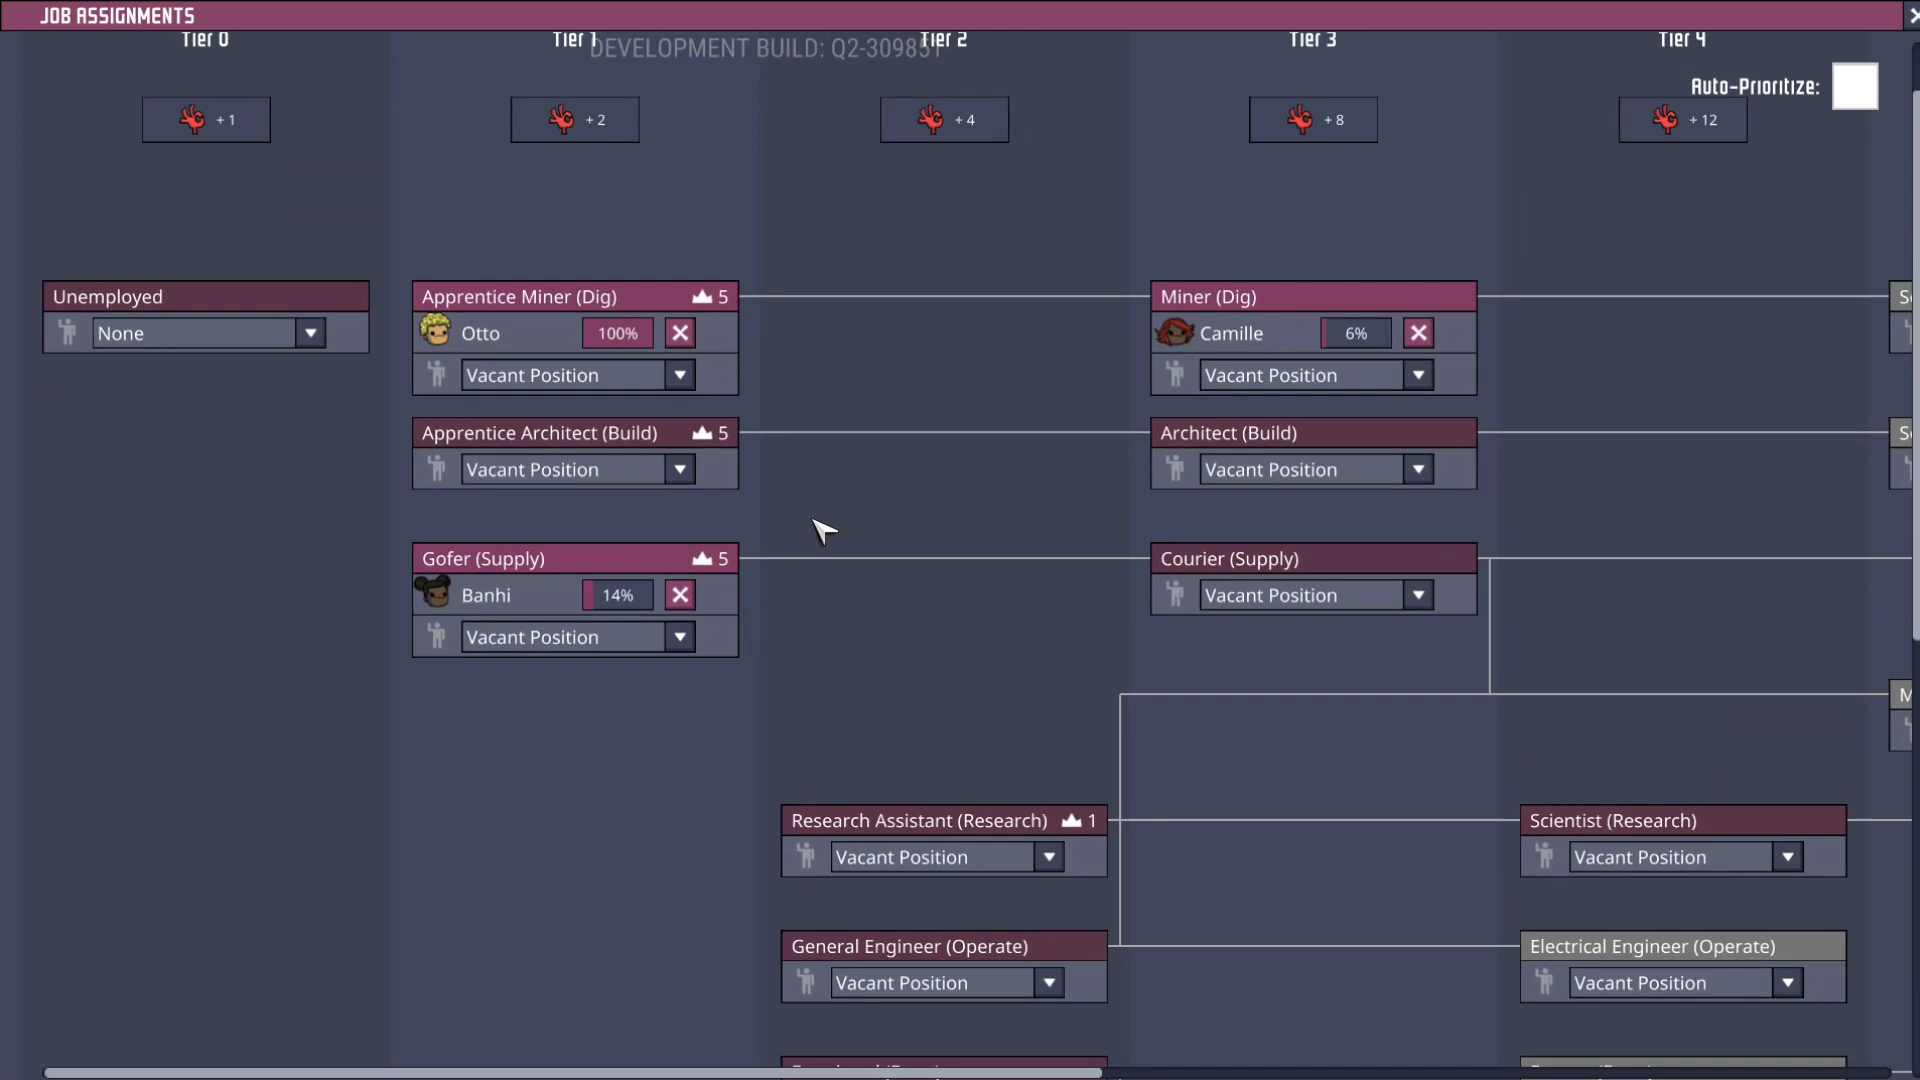 JOB ASSIGNMENTS
Tier 0
Tier 1
Tier 2
Tier 3
Tier 4
DEVELOPMENT BUILD: Q2-309851
Auto-Prioritize:
+ 1
+ 2
+ 4
+ 8
+ 12
Unemployed
None
Apprentice Miner (Dig) 5
Otto 100%
Vacant Position
Miner (Dig)
Camille 6%
Vacant Position
Apprentice Architect (Build) 5
Vacant Position
Architect (Build)
Vacant Position
Gofer (Supply) 5
Banhi 14%
Vacant Position
Courier (Supply)
Vacant Position
Research Assistant (Research) 1
Vacant Position
Scientist (Research)
Vacant Position
General Engineer (Operate)
Vacant Position
Electrical Engineer (Operate)
Vacant Position